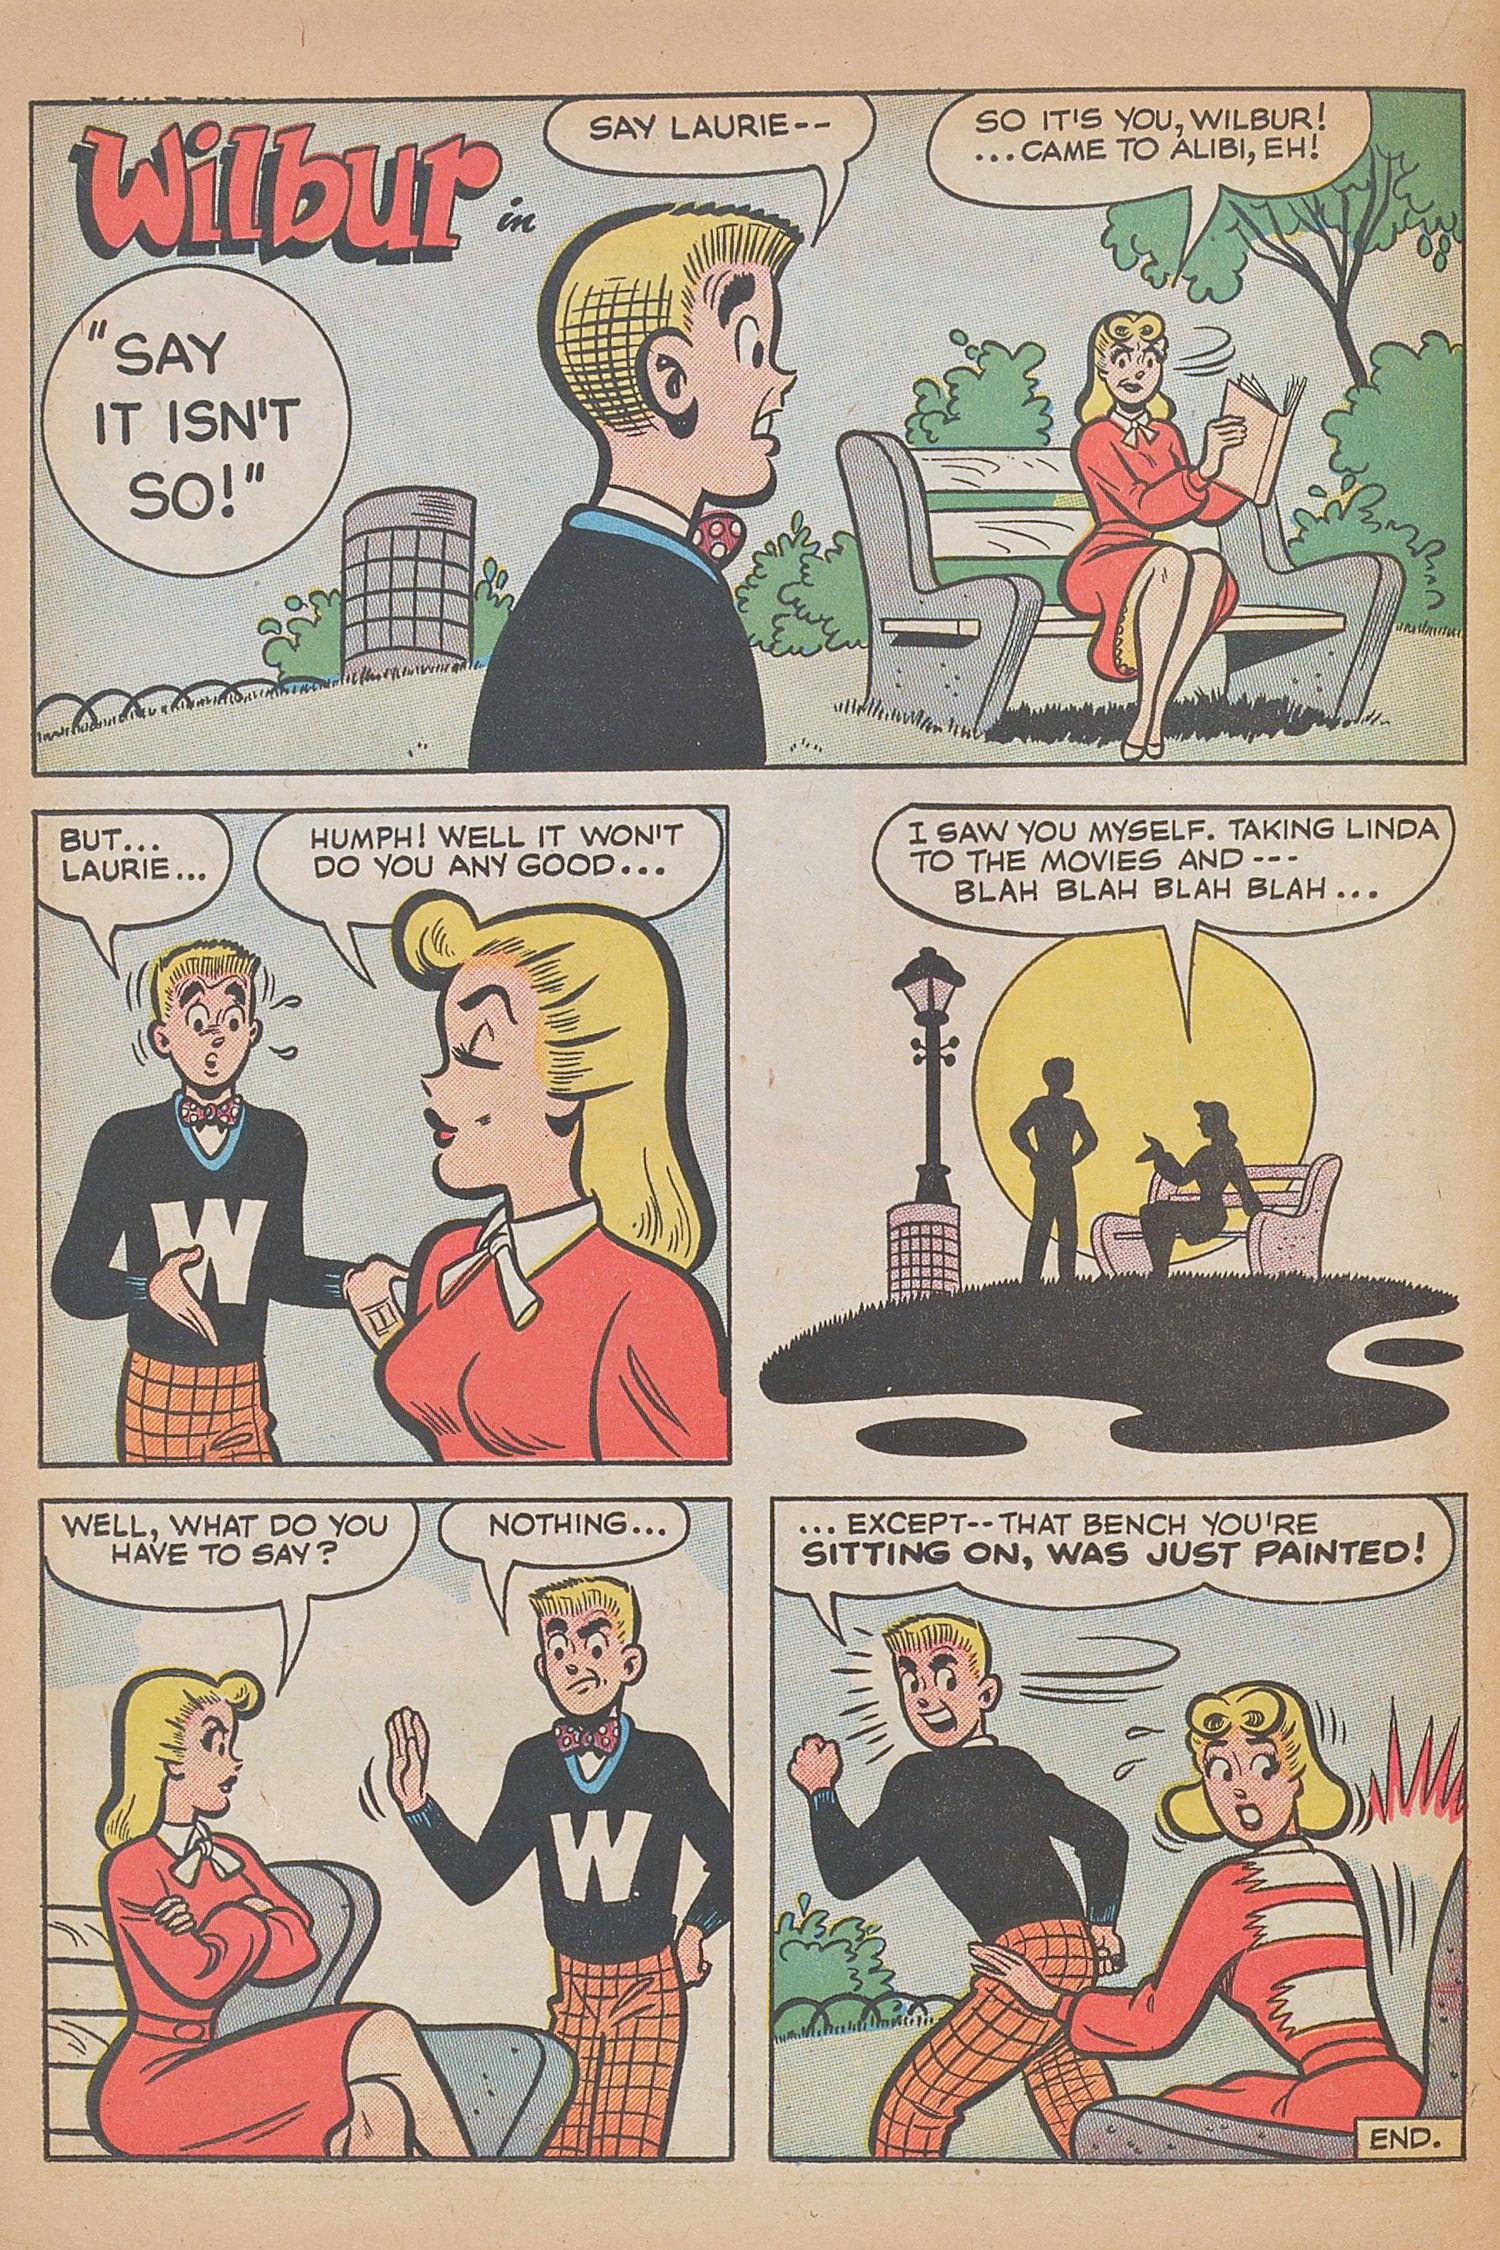 Wilbur in
"SAY
IT ISN'T
SO!"
SAY LAURIE--
SO IT'S YOU, WILBUR!
...CAME TO ALIBI, EH!
BUT...
LAURIE...
HUMPH! WELL IT WON'T
DO YOU ANY GOOD...
W
I SAW YOU MYSELF. TAKING LINDA
TO THE MOVIES AND ---
BLAH BLAH BLAH BLAH...
WELL, WHAT DO YOU
HAVE TO SAY?
NOTHING...
W
...EXCEPT--THAT BENCH YOU'RE
SITTING ON, WAS JUST PAINTED!
END.